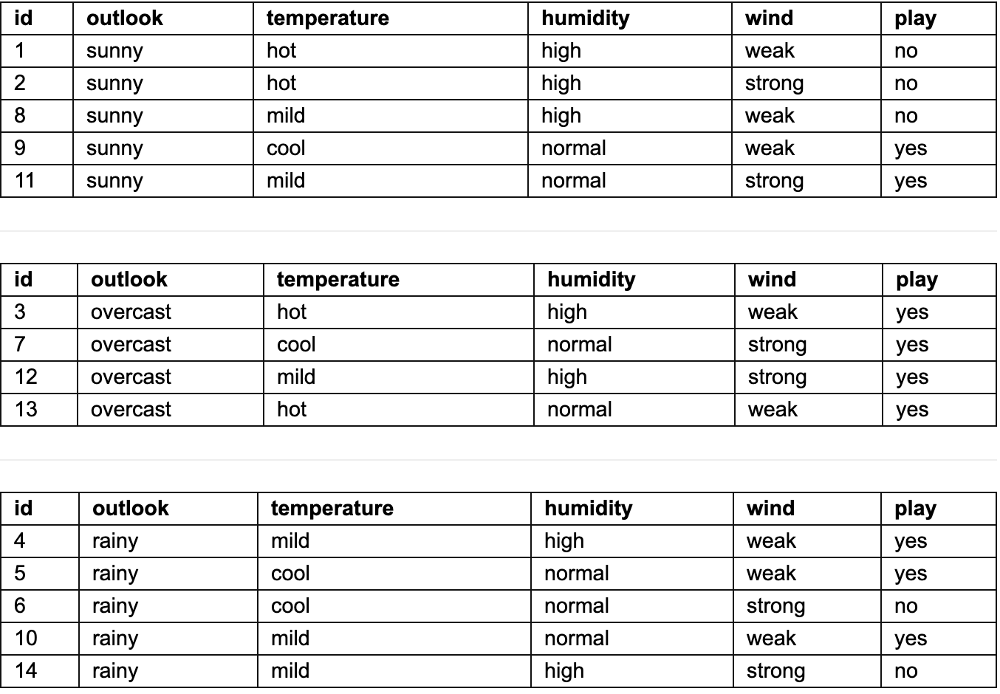 id outlook temperature humidity wind play
1 sunny hot high weak no
2 sunny hot high strong no
8 sunny mild high weak no
9 sunny cool normal weak yes
11 sunny mild normal strong yes
id outlook temperature humidity wind play
3 overcast hot high weak yes
7 overcast cool normal strong yes
12 overcast mild high strong yes
13 overcast hot normal weak yes
id outlook temperature humidity wind play
4 rainy mild high weak yes
5 rainy cool normal weak yes
6 rainy cool normal strong no
10 rainy mild normal weak yes
14 rainy mild high strong no